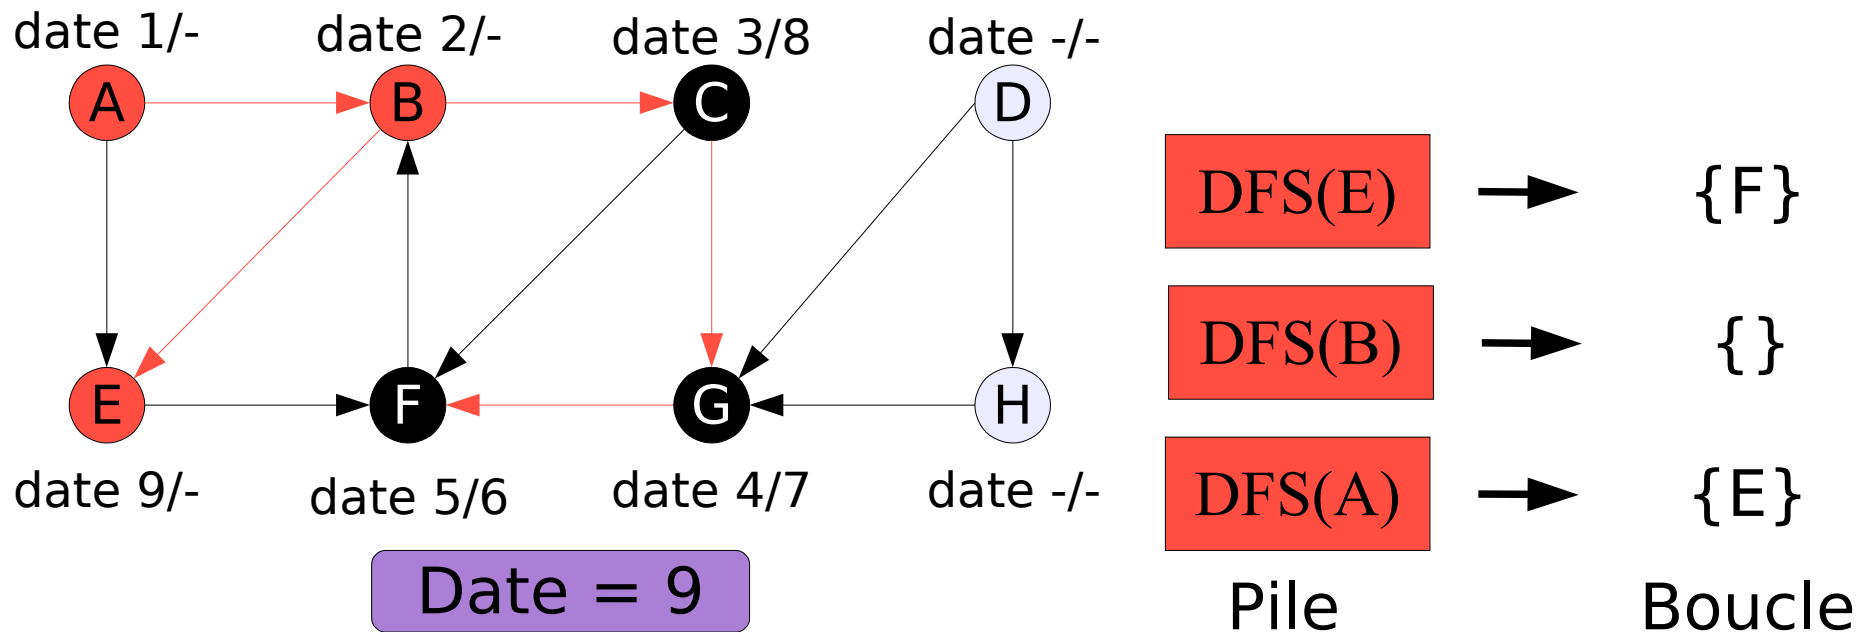 date 1/-
date 2/-
date 3/8
date -/-
A
B
C
D
E
F
G
H
date 9/-
date 5/6
date 4/7
date -/-
Date = 9
DFS(E)
{F}
DFS(B)
{}
DFS(A)
{E}
Pile
Boucle